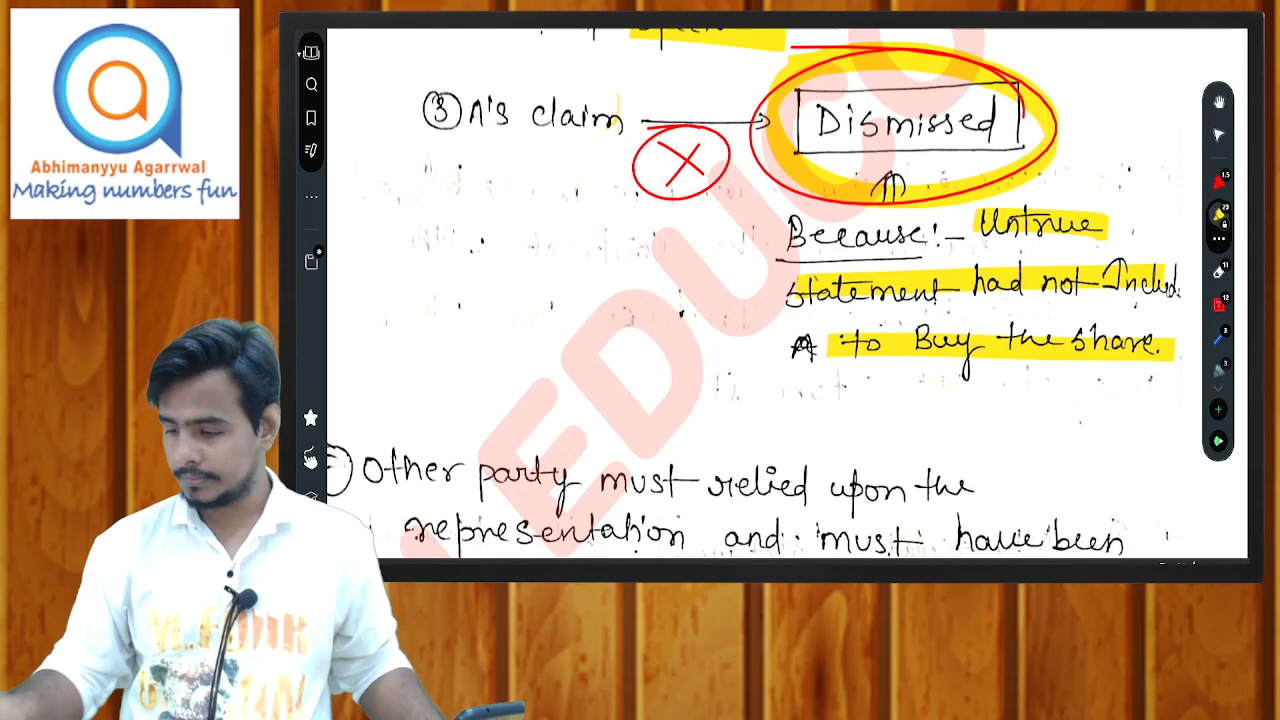 Abhimanyyu Agarrwal
Making numbers fun
③ A's claim → Dismissed
Because:- Untrue
statement had not Includ
A to Buy the share.
Other party must relied upon the
representation and must have been
EDUCO